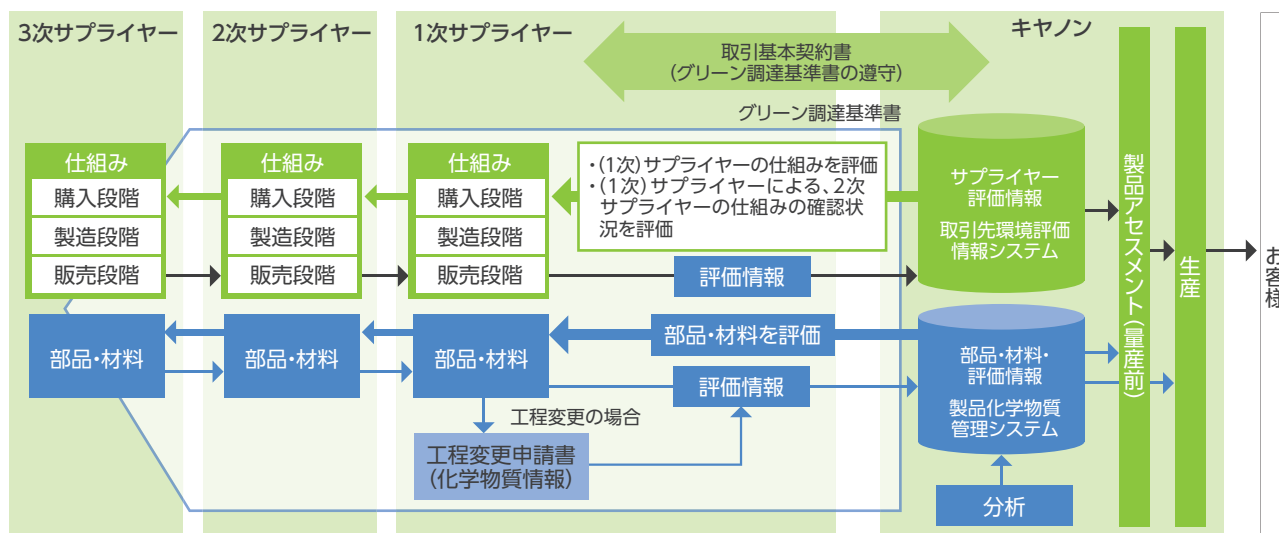 3次サプライヤー
2次サプライヤー
1次サプライヤー
キヤノン
取引基本契約書
(グリーン調達基準書の遵守)
グリーン調達基準書
仕組み
購入段階
製造段階
販売段階
仕組み
購入段階
製造段階
販売段階
仕組み
購入段階
製造段階
販売段階
・(1次)サプライヤーの仕組みを評価
・(1次)サプライヤーによる、2次
サプライヤーの仕組みの確認状
況を評価
評価情報
サプライヤー
評価情報
取引先環境評価
情報システム
部品・材料
部品・材料
部品・材料
部品・材料を評価
評価情報
工程変更の場合
工程変更申請書
(化学物質情報)
部品・材料・
評価情報
製品化学物質
管理システム
分析
製品アセスメント(量産前)
生産
お客様